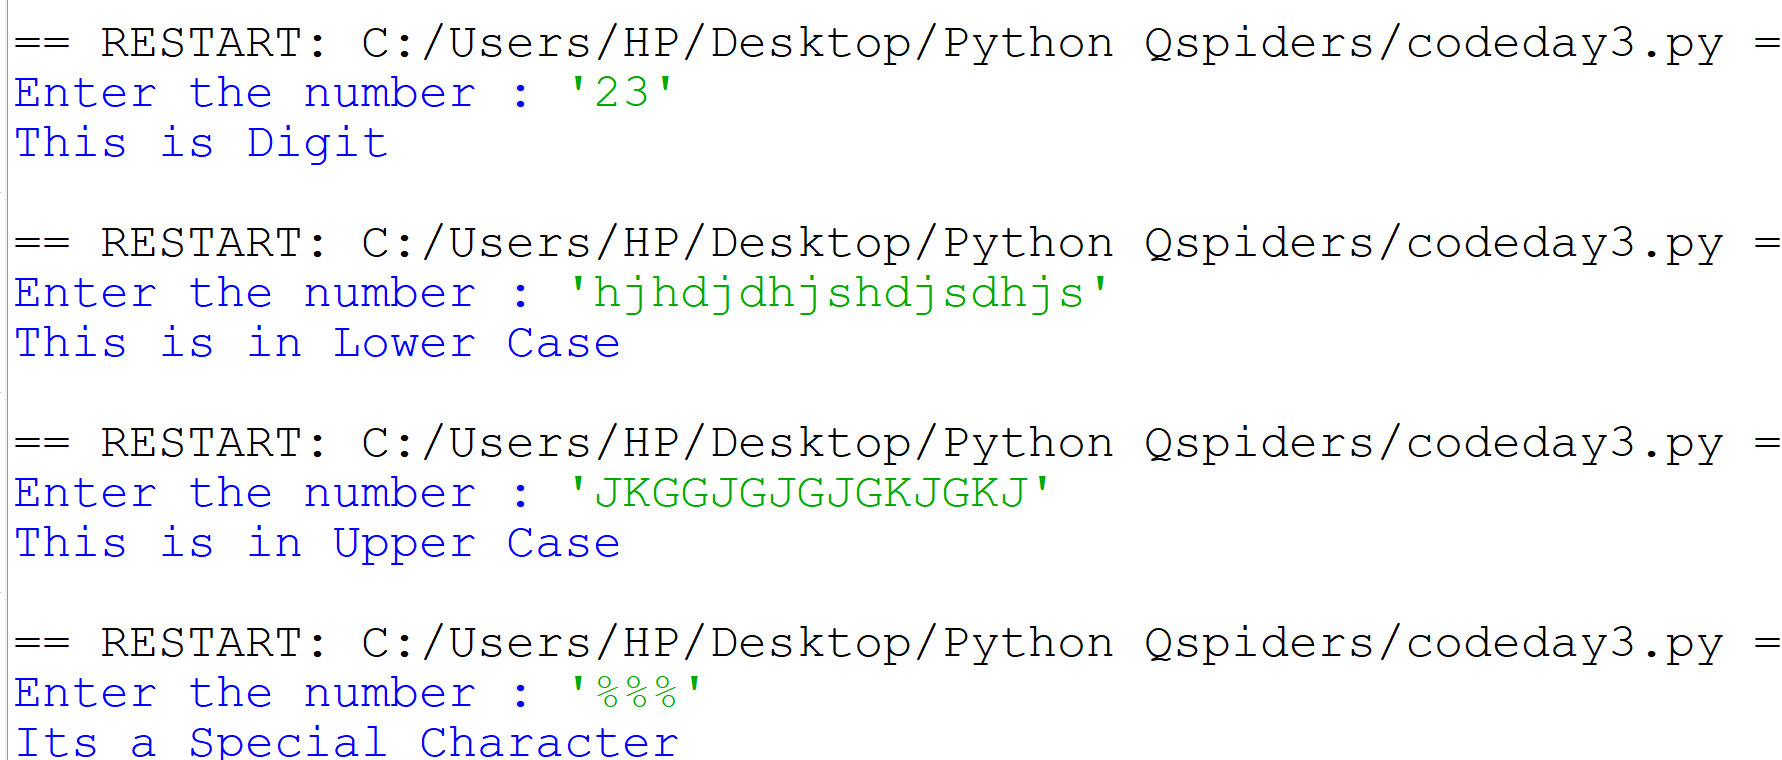 == RESTART: C:/Users/HP/Desktop/Python Qspiders/codeday3.py =
Enter the number : '23'
This is Digit
== RESTART: C:/Users/HP/Desktop/Python Qspiders/codeday3.py =
Enter the number : 'hjhdjdhjshdjsdhjs'
This is in Lower Case
== RESTART: C:/Users/HP/Desktop/Python Qspiders/codeday3.py =
Enter the number : 'JKGGJGJGJGKJGKJ'
This is in Upper Case
== RESTART: C:/Users/HP/Desktop/Python Qspiders/codeday3.py =
Enter the number : '%%%'
Its a Special Character